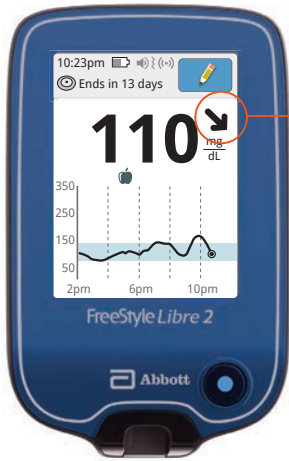 10:23pm
Ends in 13 days
110
mg
dL
350
250
150
50
2pm 6pm 10pm
FreeStyle Libre 2
Abbott